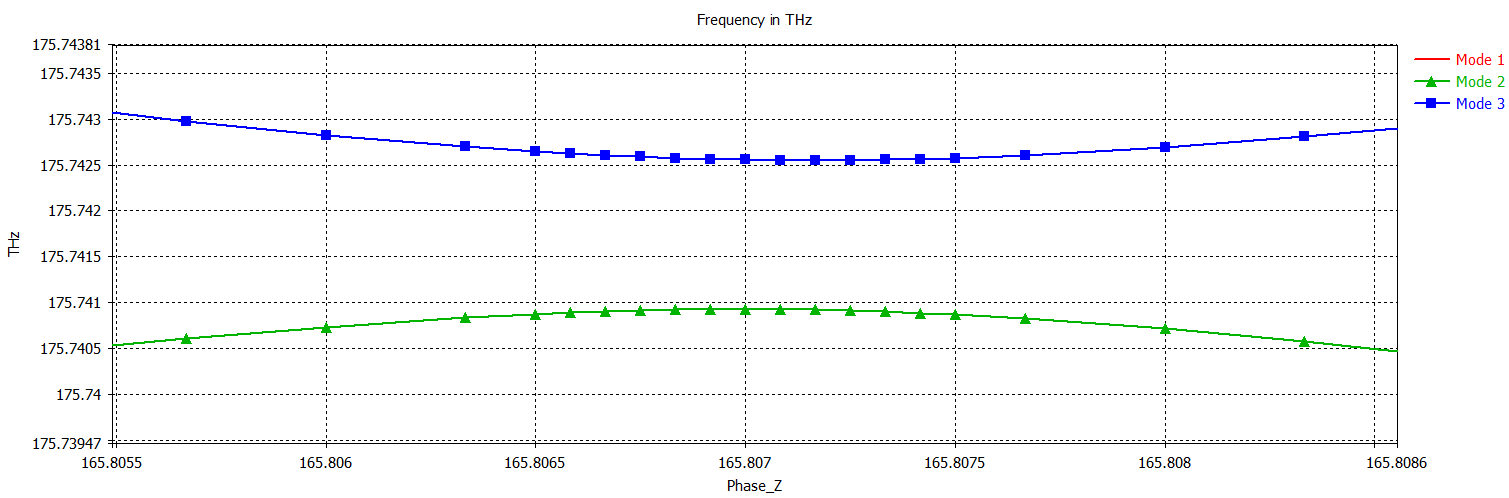 Frequency in THz
175.74381
175.7435
175.743
175.7425
175.742
175.7415
175.741
175.7405
175.74
175.73947
THz
165.8055
165.806
165.8065
165.807
165.8075
165.808
165.8086
Phase_Z
Mode 1
Mode 2
Mode 3